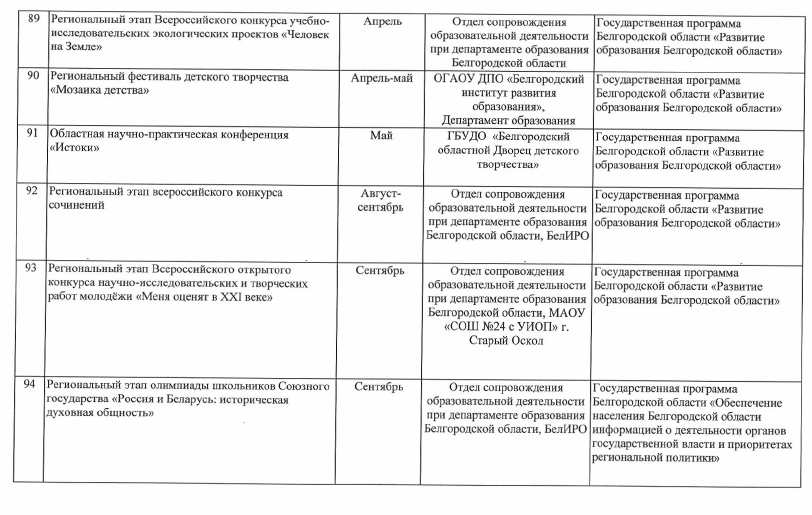 89
Региональный этап Всероссийского конкурса учебно-
исследовательских экологических проектов «Человек
на Земле»
Апрель
Отдел сопровождения
образовательной деятельности
при департаменте образования
Белгородской области
Государственная программа
Белгородской области «Развитие
образования Белгородской области»
90
Региональный фестиваль детского творчества
«Мозаика детства»
Апрель-май
ОГАОУ ДПО «Белгородский
институт развития
образования»,
Департамент образования
Государственная программа
Белгородской области «Развитие
образования Белгородской области»
91
Областная научно-практическая конференция
«Истоки»
Май
ГБУДО «Белгородский
областной Дворец детского
творчества»
Государственная программа
Белгородской области «Развитие
образования Белгородской области»
92
Региональный этап всероссийского конкурса
сочинений
Август-
сентябрь
Отдел сопровождения
образовательной деятельности
при департаменте образования
Белгородской области, БелИРО
Государственная программа
Белгородской области «Развитие
образования Белгородской области»
93
Региональный этап Всероссийского открытого
конкурса научно-исследовательских и творческих
работ молодёжи «Меня оценят в XXI веке»
Сентябрь
Отдел сопровождения
образовательной деятельности
при департаменте образования
Белгородской области, МАОУ
«СОШ №24 с УИОП» г.
Старый Оскол
Государственная программа
Белгородской области «Развитие
образования Белгородской области»
94
Региональный этап олимпиады школьников Союзного
государства «Россия и Беларусь: историческая
духовная общность»
Сентябрь
Отдел сопровождения
образовательной деятельности
при департаменте образования
Белгородской области, БелИРО
Государственная программа
Белгородской области «Обеспечение
населения Белгородской области
информацией о деятельности органов
государственной власти и приоритетах
региональной политики»